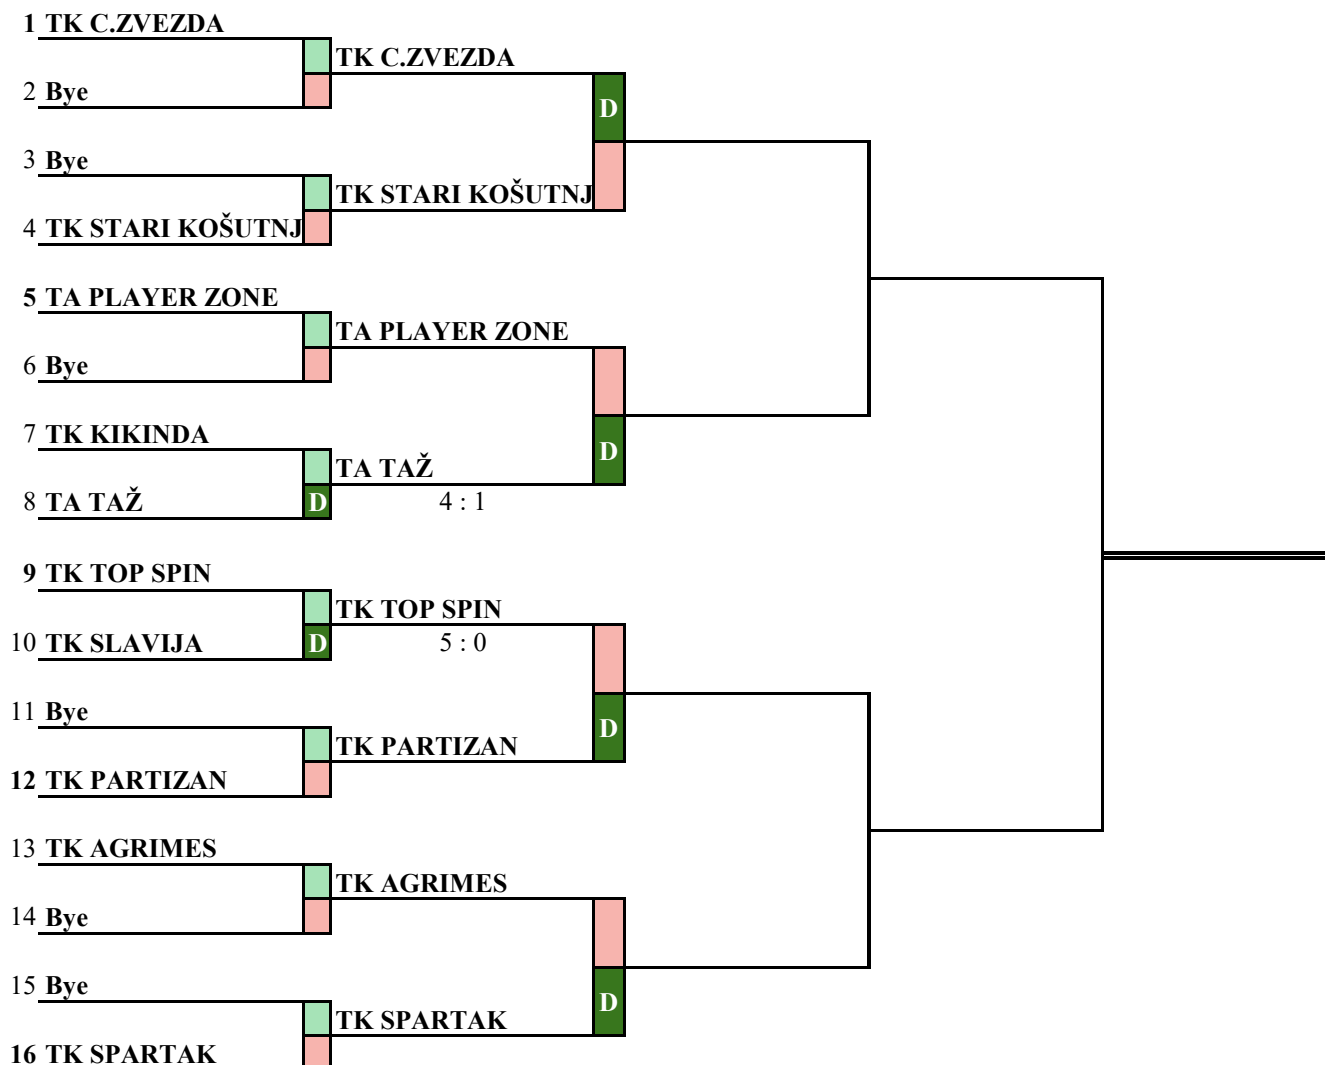 1 TK C.ZVEZDA
TK C.ZVEZDA
2 Bye
D
3 Bye
TK STARI KOŠUTNJ
4 TK STARI KOŠUTNJ
5 TA PLAYER ZONE
TA PLAYER ZONE
6 Bye
7 TK KIKINDA
D
TA TAŽ
8 TA TAŽ
D
4 : 1
9 TK TOP SPIN
TK TOP SPIN
10 TK SLAVIJA
D
5 : 0
11 Bye
D
TK PARTIZAN
12 TK PARTIZAN
13 TK AGRIMES
TK AGRIMES
14 Bye
15 Bye
D
TK SPARTAK
16 TK SPARTAK